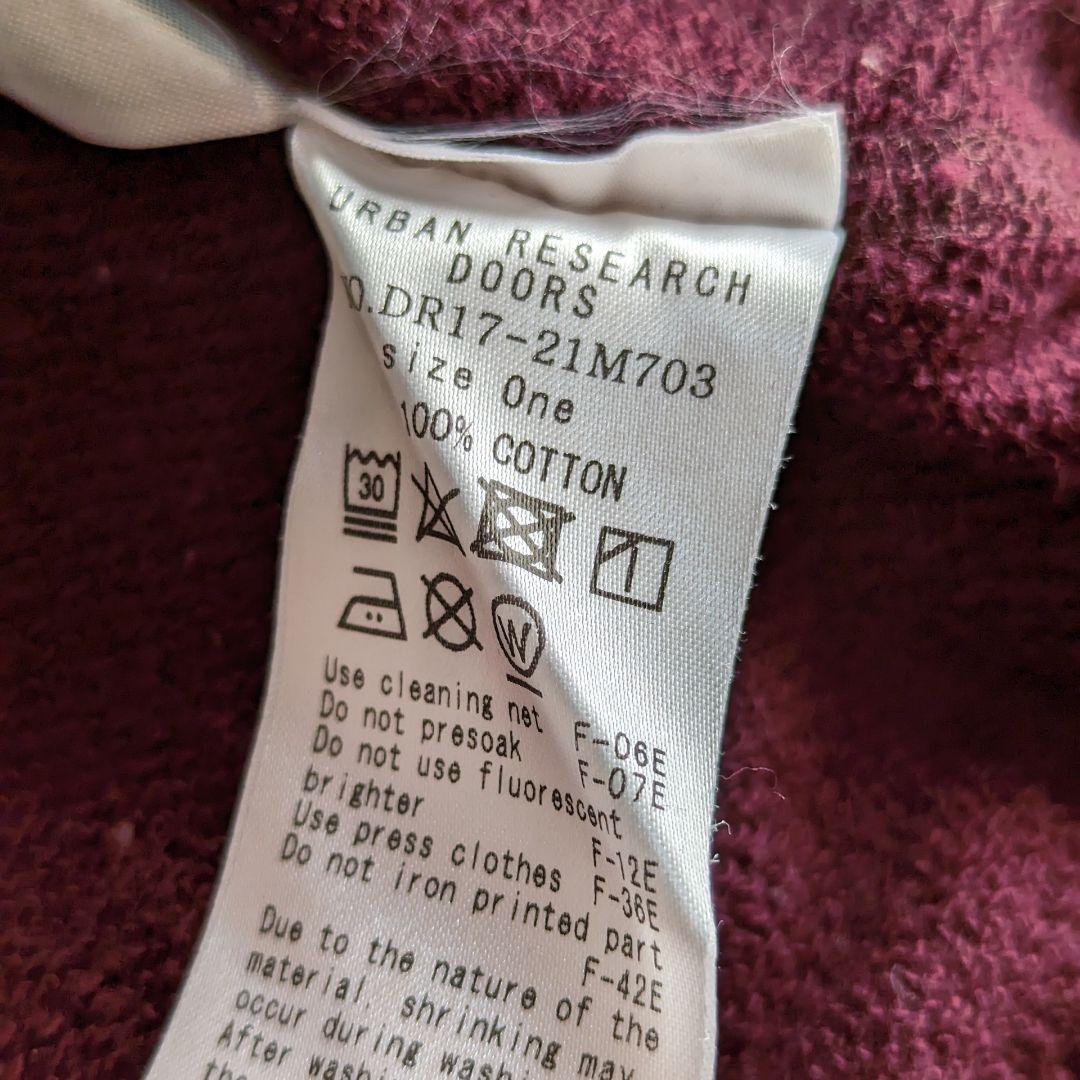 URBAN RESEARCH
DOORS
O.DR17-21M703
size One
100% COTTON
30
W
Use cleaning net F-06E
Do not presoak F-07E
Do not use fluorescent
brighter F-12E
Use press clothes F-36E
Do not iron printed part
F-42E
Due to the nature of the
material, shrinking may
occur during
After